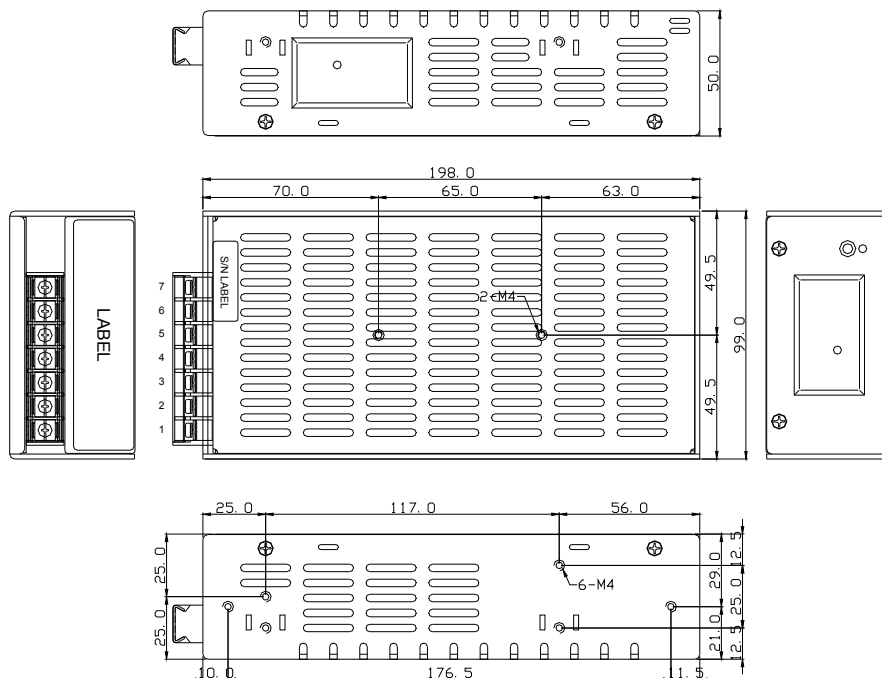 50. 0
198. 0
70. 0 65. 0 63. 0
S/N LABEL
LABEL
7
6
5
4
3
2
1
2-M4
49. 5
49. 5
99. 0
25. 0 117. 0 56. 0
25. 0
25. 0
6-M4
12. 5
29. 0
25. 0
21. 0
12. 5
10. 0 176. 5 11. 5